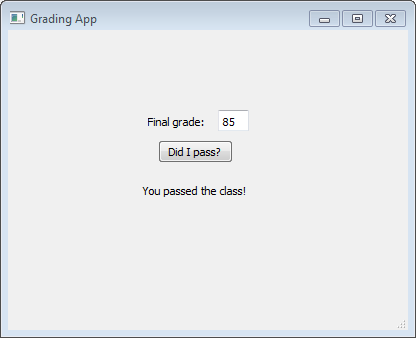 Grading App
Final grade: 85
Did I pass?
You passed the class!